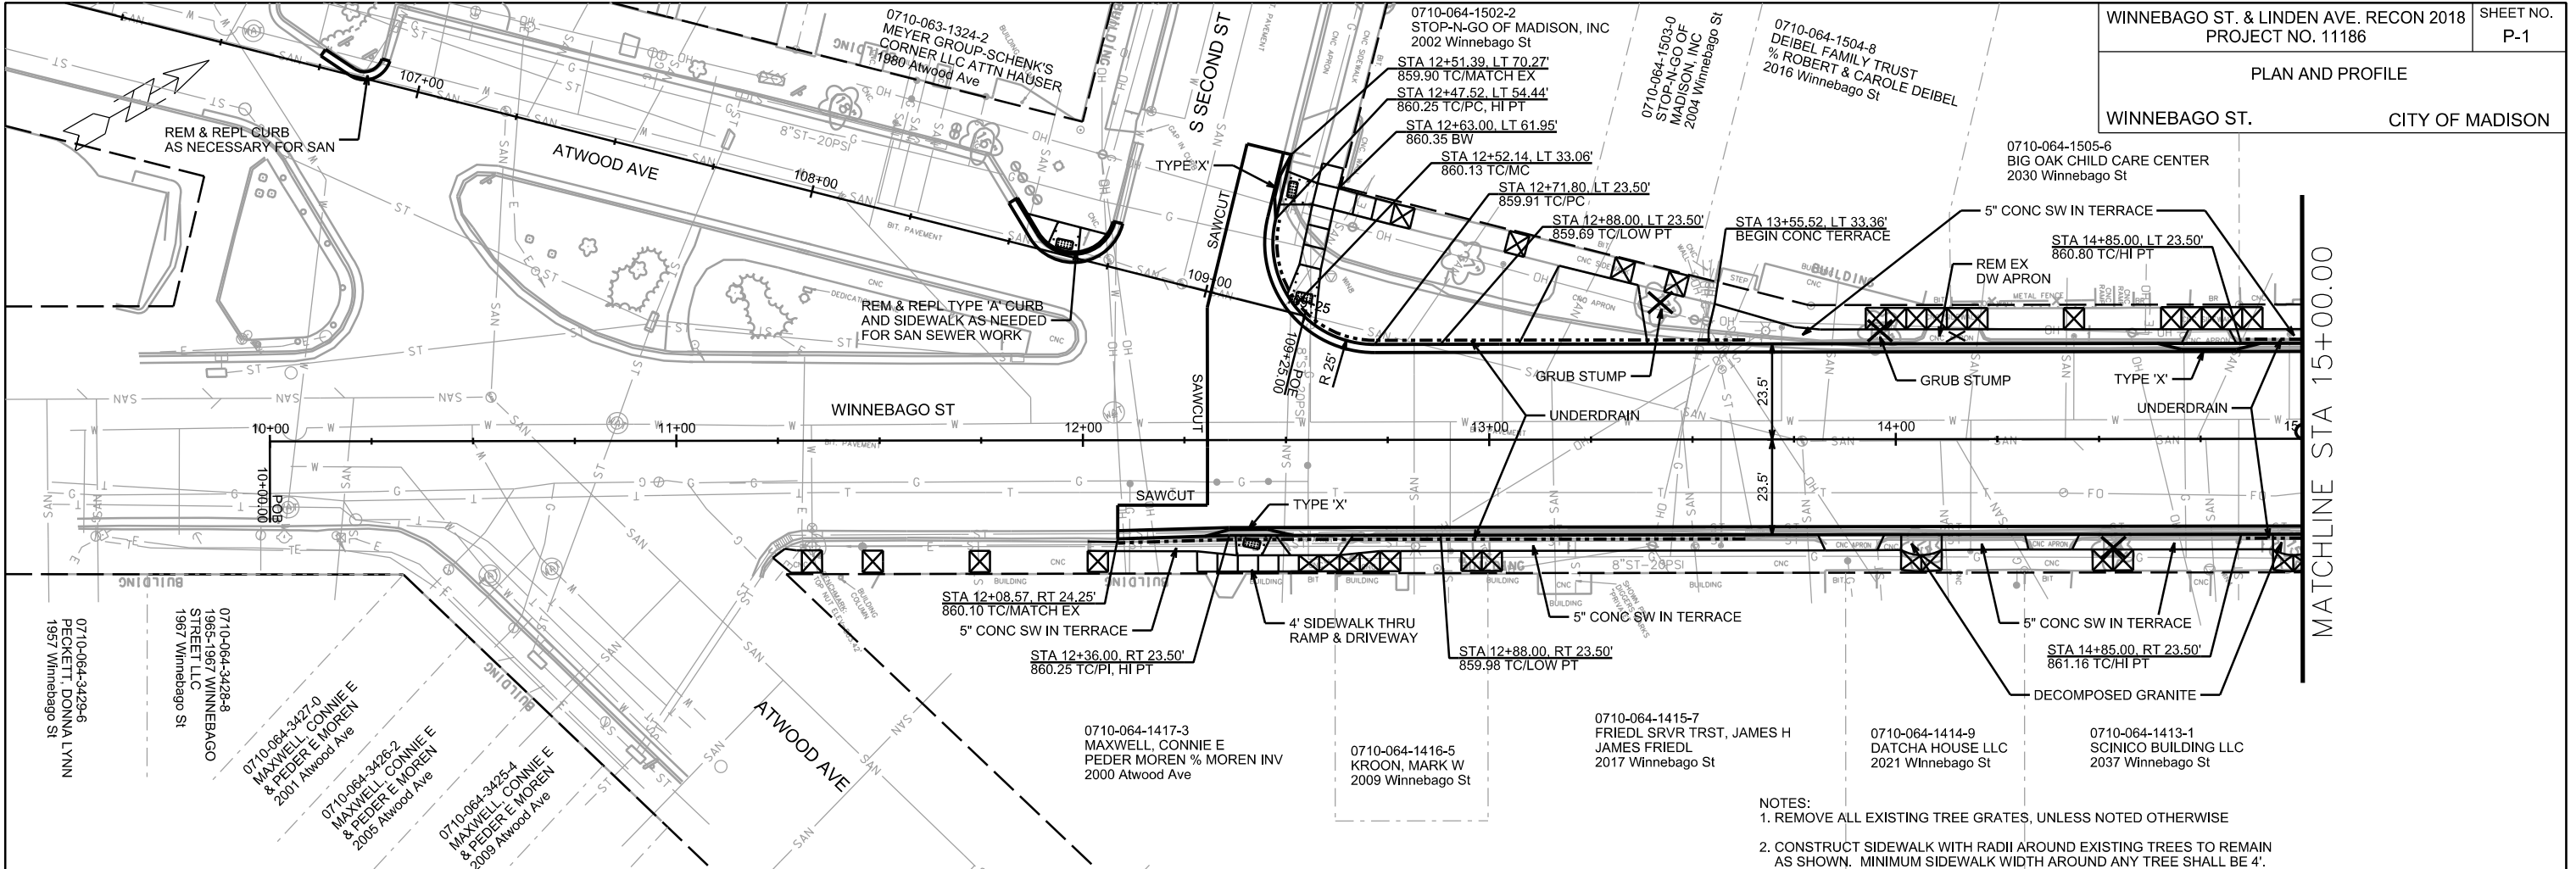 WINNEBAGO ST. & LINDEN AVE. RECON 2018
PROJECT NO. 11186
SHEET NO.
P-1
PLAN AND PROFILE
WINNEBAGO ST.
CITY OF MADISON
0710-063-1324-2
MEYER GROUP-SCHENK'S
CORNER LLC ATTN HAUSER
1980 Atwood Ave
S SECOND ST
0710-064-1502-2
STOP-N-GO OF MADISON, INC
2002 Winnebago St
STA 12+51.39, LT 70.27'
859.90 TC/MATCH EX
STA 12+47.52, LT 54.44'
860.25 TC/PC, HI PT
STA 12+63.00, LT 61.95'
860.35 BW
STA 12+52.14, LT 33.06'
860.13 TC/MC
STA 12+71.80, LT 23.50'
859.91 TC/PC
STA 12+88.00, LT 23.50'
859.69 TC/LOW PT
0710-064-1503-0
STOP-N-GO OF
MADISON, INC
2004 Winnebago St
0710-064-1504-8
DEIBEL FAMILY TRUST
% ROBERT & CAROLE DEIBEL
2016 Winnebago St
0710-064-1505-6
BIG OAK CHILD CARE CENTER
2030 Winnebago St
STA 13+55.52, LT 33.36'
BEGIN CONC TERRACE
5" CONC SW IN TERRACE
STA 14+85.00, LT 23.50'
860.80 TC/HI PT
REM EX
DW APRON
REM & REPL CURB
AS NECESSARY FOR SAN
107+00
ATWOOD AVE
108+00
8"ST-20PSI
BIT. PAVEMENT
109+00
TYPE 'X'
SAWCUT
REM & REPL TYPE 'A' CURB
AND SIDEWALK AS NEEDED
FOR SAN SEWER WORK
109+25.00
POE
R 25'
GRUB STUMP
GRUB STUMP
TYPE 'X'
UNDERDRAIN
UNDERDRAIN
23.5'
23.5'
MATCHLINE STA 15+00.00
WINNEBAGO ST
10+00
11+00
12+00
13+00
14+00
10+00.00
POB
BIT. PAVEMENT
SAWCUT
SAWCUT
TYPE 'X'
8"ST-20PSI
BUILDING
STA 12+08.57, RT 24.25'
860.10 TC/MATCH EX
5" CONC SW IN TERRACE
STA 12+36.00, RT 23.50'
860.25 TC/PI, HI PT
4' SIDEWALK THRU
RAMP & DRIVEWAY
STA 12+88.00, RT 23.50'
859.98 TC/LOW PT
5" CONC SW IN TERRACE
5" CONC SW IN TERRACE
STA 14+85.00, RT 23.50'
861.16 TC/HI PT
DECOMPOSED GRANITE
0710-064-3429-6
PECKETT, DONNA LYNN
1957 Winnebago St
0710-064-3428-8
1965-1967 WINNEBAGO
STREET LLC
1967 Winnebago St
0710-064-3427-0
MAXWELL, CONNIE E
& PEDER E MOREN
2001 Atwood Ave
0710-064-3426-2
MAXWELL, CONNIE E
& PEDER E MOREN
2005 Atwood Ave
0710-064-3425-4
MAXWELL, CONNIE E
& PEDER E MOREN
2009 Atwood Ave
ATWOOD AVE
0710-064-1417-3
MAXWELL, CONNIE E
PEDER MOREN % MOREN INV
2000 Atwood Ave
0710-064-1416-5
KROON, MARK W
2009 Winnebago St
0710-064-1415-7
FRIEDL SRVR TRST, JAMES H
JAMES FRIEDL
2017 Winnebago St
0710-064-1414-9
DATCHA HOUSE LLC
2021 WInnebago St
0710-064-1413-1
SCINICO BUILDING LLC
2037 Winnebago St
NOTES:
1. REMOVE ALL EXISTING TREE GRATES, UNLESS NOTED OTHERWISE
2. CONSTRUCT SIDEWALK WITH RADII AROUND EXISTING TREES TO REMAIN
AS SHOWN. MINIMUM SIDEWALK WIDTH AROUND ANY TREE SHALL BE 4'.